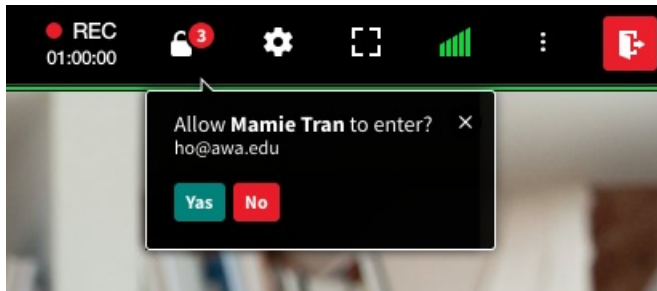 REC
01:00:00
3
Allow Mamie Tran to enter?
ho@awa.edu
Yas
No